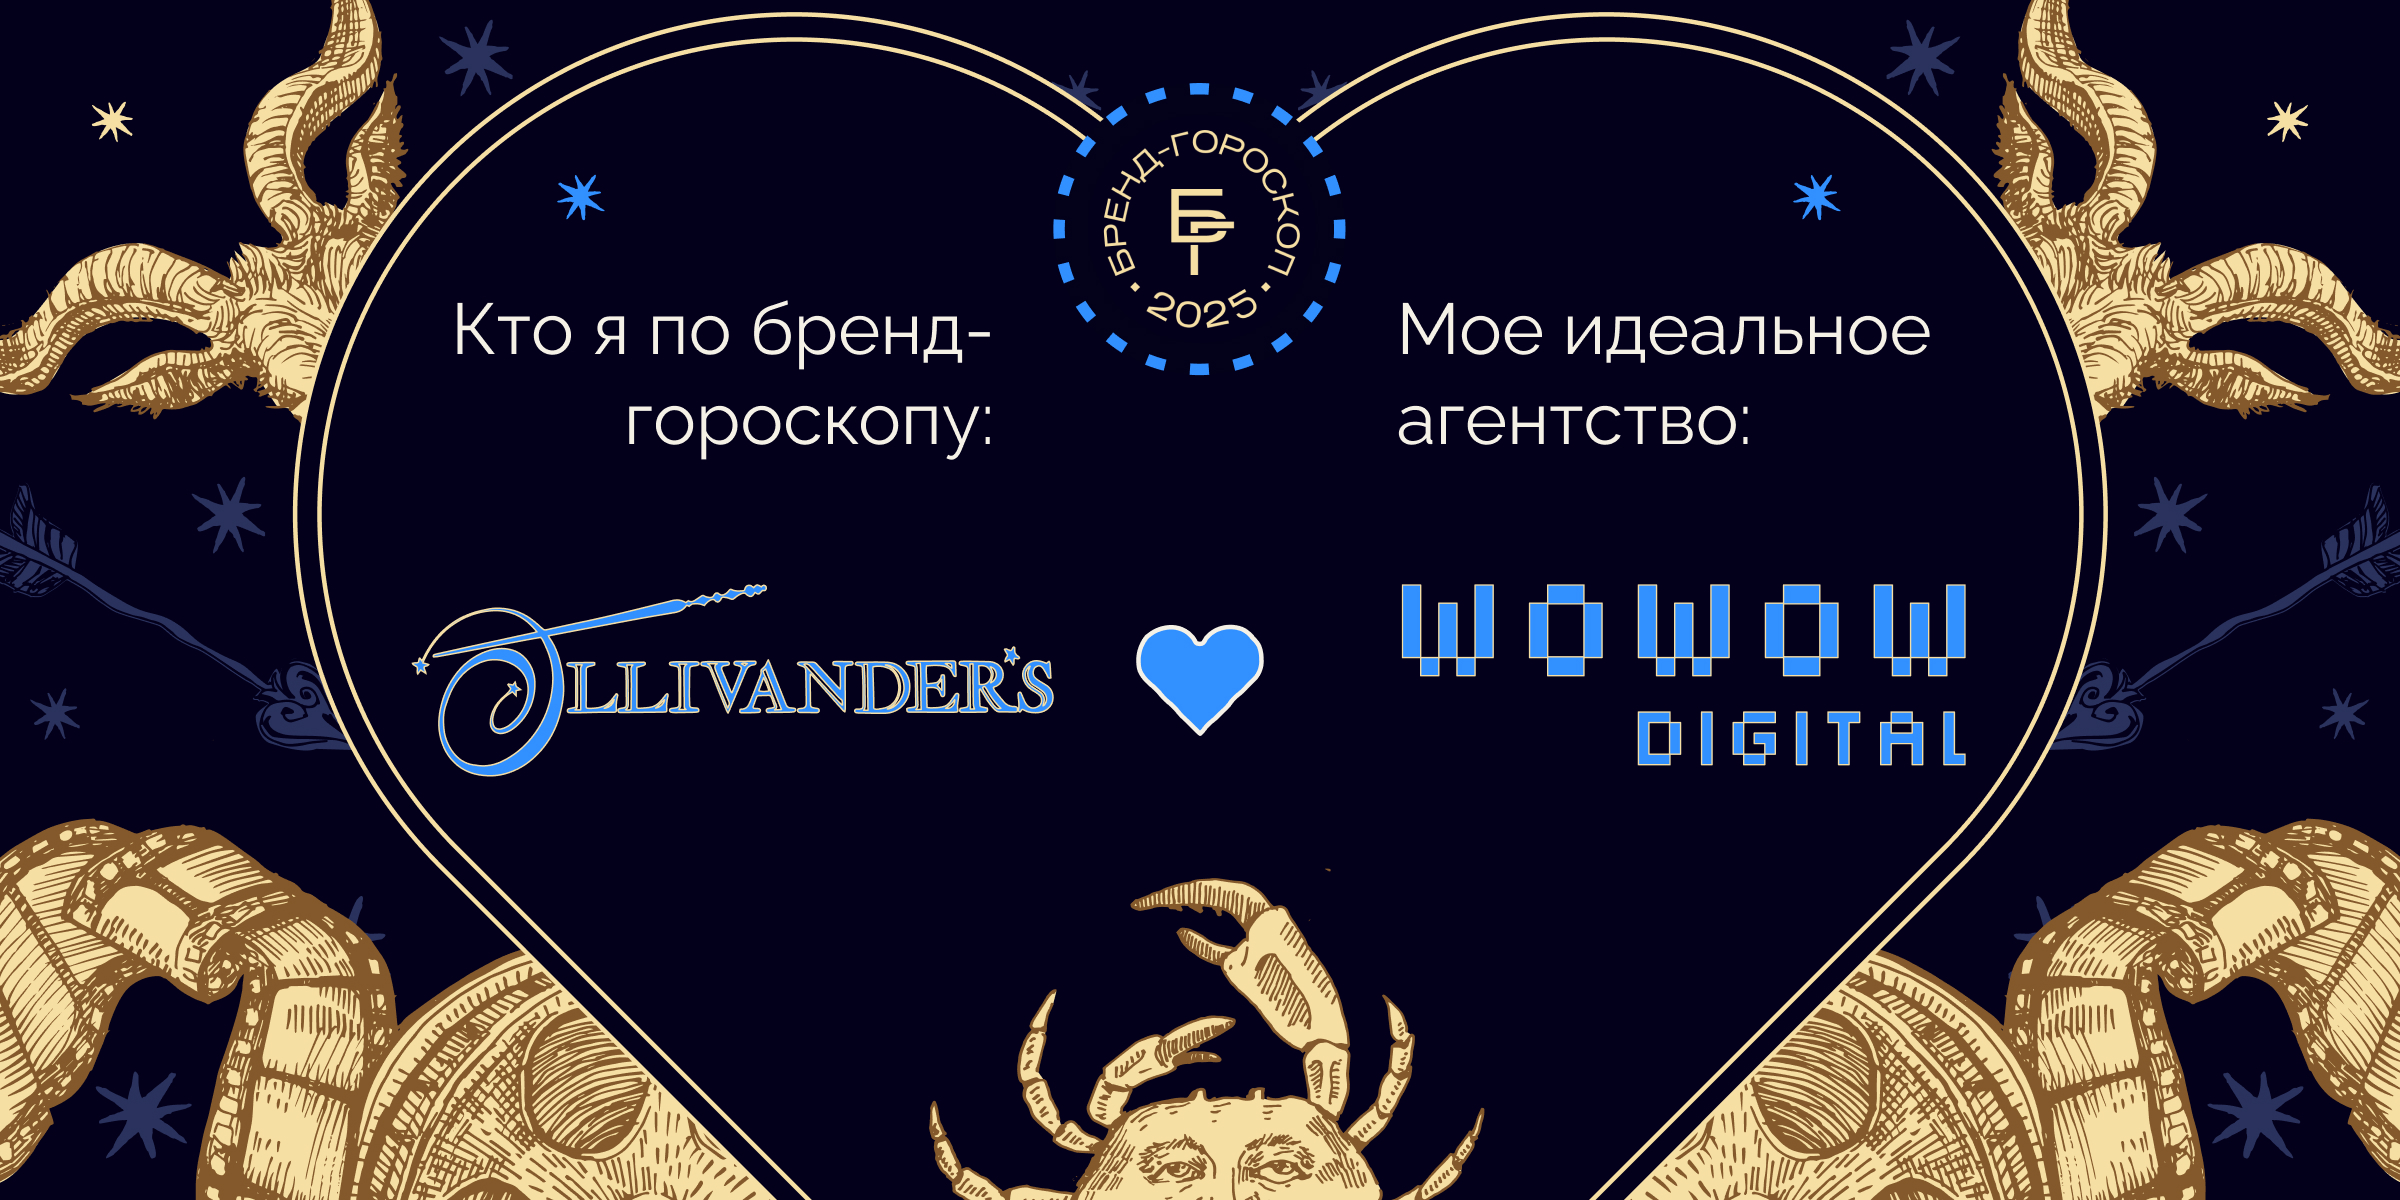 БРЕНД-ГОРОСКОП
БГ
• 2025 •
Кто я по бренд-
гороскопу:
Мое идеальное
агентство:
OLLIVANDER'S
WOWOW
DIGITAL